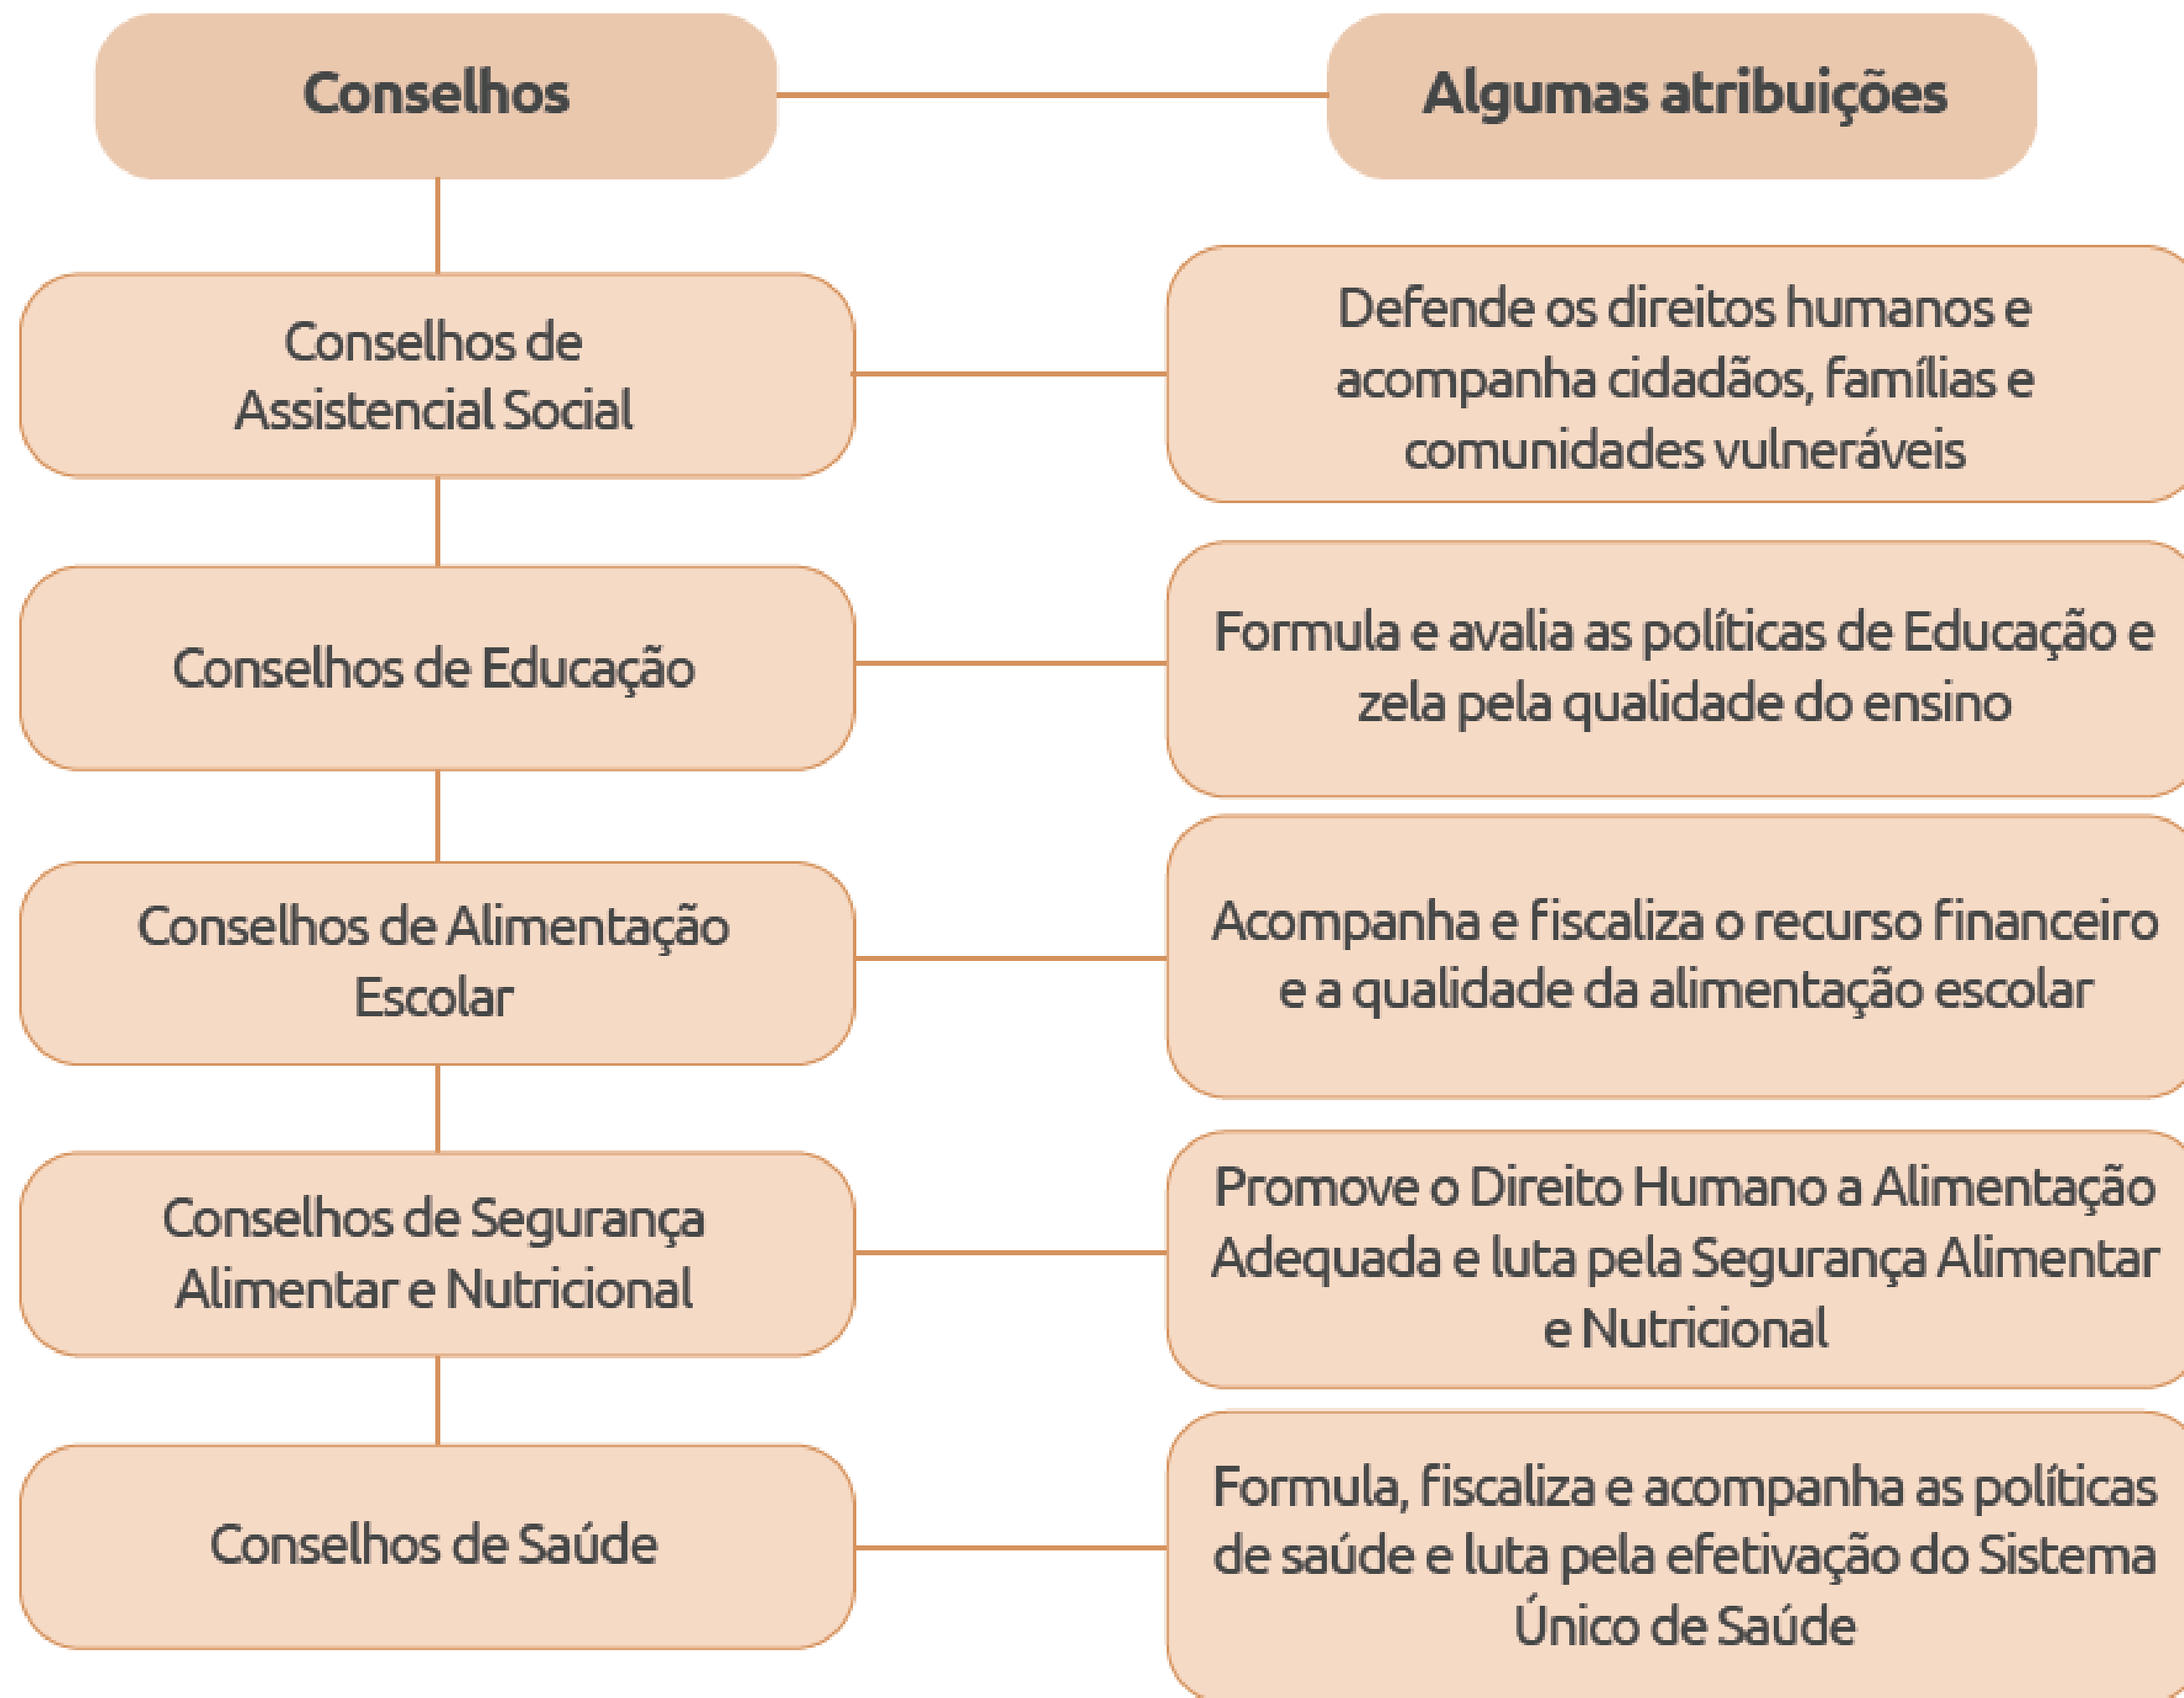 Conselhos
Algumas atribuições
Conselhos de
Assistencial Social
Defende os direitos humanos e
acompanha cidadãos, famílias e
comunidades vulneráveis
Conselhos de Educação
Formula e avalia as políticas de Educação e
zela pela qualidade do ensino
Conselhos de Alimentação
Escolar
Acompanha e fiscaliza o recurso financeiro
e a qualidade da alimentação escolar
Conselhos de Segurança
Alimentar e Nutricional
Promove o Direito Humano a Alimentação
Adequada e luta pela Segurança Alimentar
e Nutricional
Conselhos de Saúde
Formula, fiscaliza e acompanha as políticas
de saúde e luta pela efetivação do Sistema
Único de Saúde